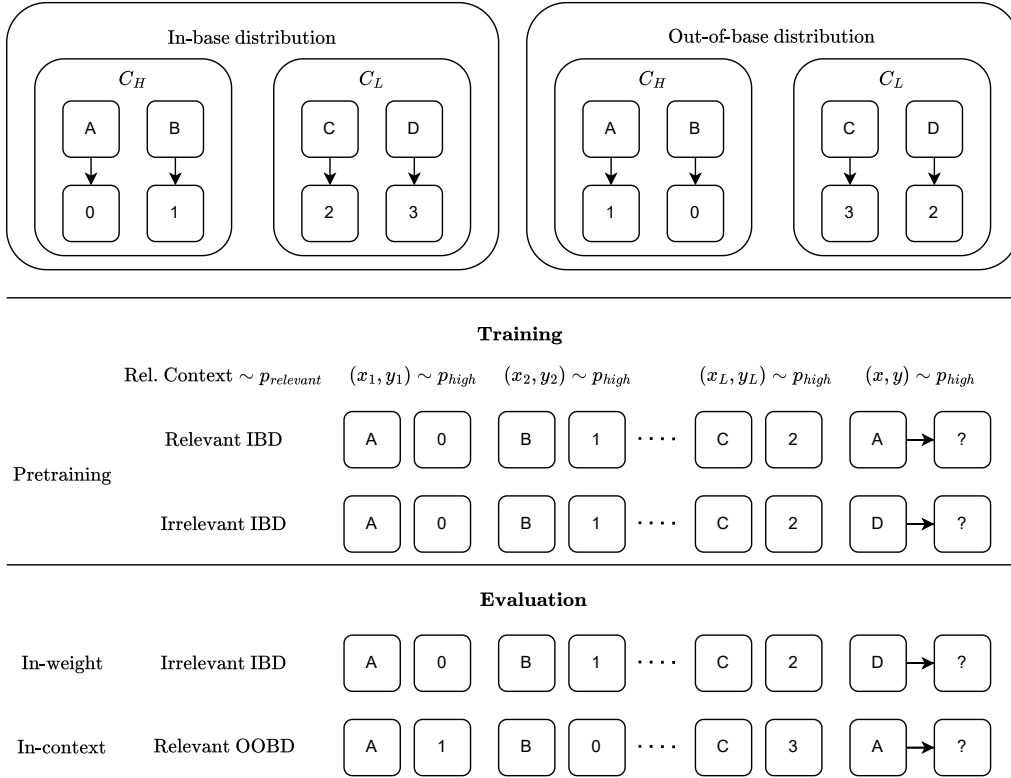 In-base distribution
Out-of-base distribution
C_H
C_L
C_H
C_L
A B C D A B C D
0 1 2 3 1 0 3 2
Training
Rel. Context ∼ p_relevant (x_1, y_1) ∼ p_high (x_2, y_2) ∼ p_high (x_L, y_L) ∼ p_high (x, y) ∼ p_high
Relevant IBD A 0 B 1 · · · · C 2 A ?
Pretraining
Irrelevant IBD A 0 B 1 · · · · C 2 D ?
Evaluation
In-weight Irrelevant IBD A 0 B 1 · · · · C 2 D ?
In-context Relevant OOBD A 1 B 0 · · · · C 3 A ?